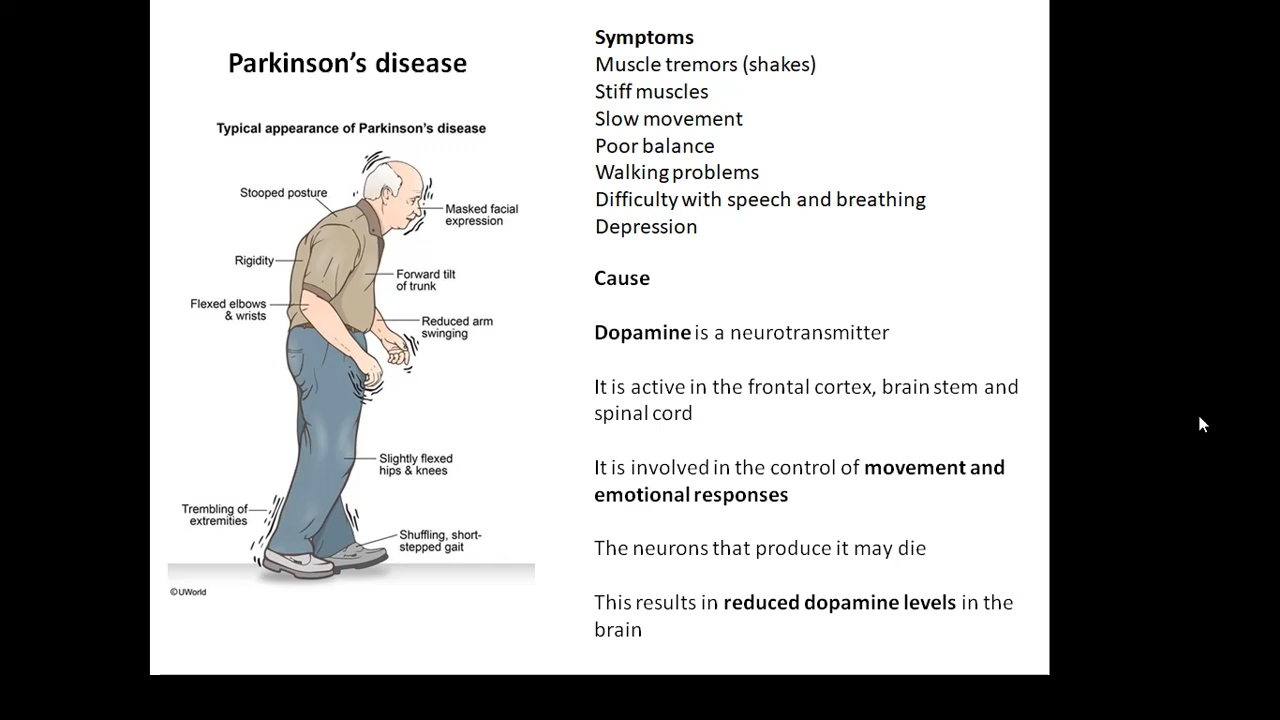 Parkinson's disease
Typical appearance of Parkinson's disease
Stooped posture
Masked facial
expression
Rigidity
Forward tilt
of trunk
Flexed elbows
& wrists
Reduced arm
swinging
Slightly flexed
hips & knees
Trembling of
extremities
Shuffling, short-
stepped gait
©UWorld
Symptoms
Muscle tremors (shakes)
Stiff muscles
Slow movement
Poor balance
Walking problems
Difficulty with speech and breathing
Depression
Cause
Dopamine is a neurotransmitter
It is active in the frontal cortex, brain stem and
spinal cord
It is involved in the control of movement and
emotional responses
The neurons that produce it may die
This results in reduced dopamine levels in the
brain